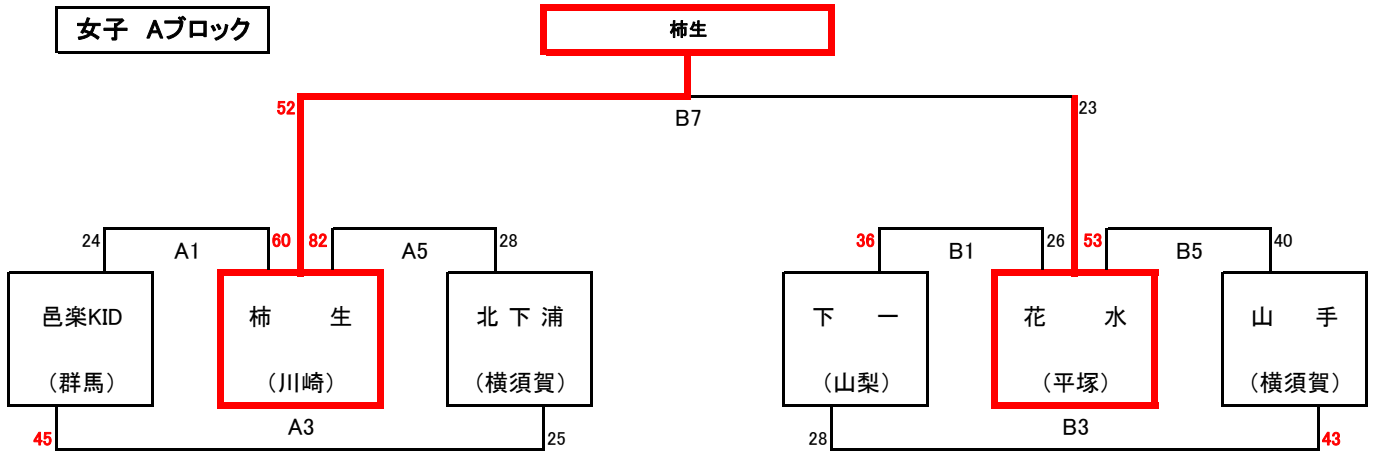 女子 Aブロック
柿生
52
B7
23
24
A1
60
82
A5
28
36
B1
26
53
B5
40
邑楽KID
(群馬)
柿 生
(川崎)
北下浦
(横須賀)
下 一
(山梨)
花 水
(平塚)
山 手
(横須賀)
45
A3
25
28
B3
43